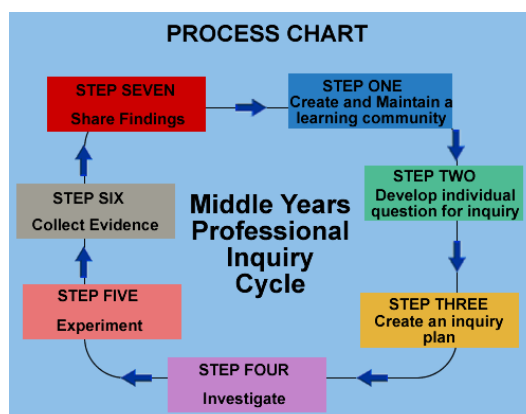 PROCESS CHART
STEP SEVEN
Share Findings
STEP ONE
Create and Maintain a
learning community
STEP TWO
Develop individual
question for inquiry
STEP THREE
Create an inquiry
plan
STEP FOUR
Investigate
STEP FIVE
Experiment
STEP SIX
Collect Evidence
Middle Years
Professional
Inquiry
Cycle